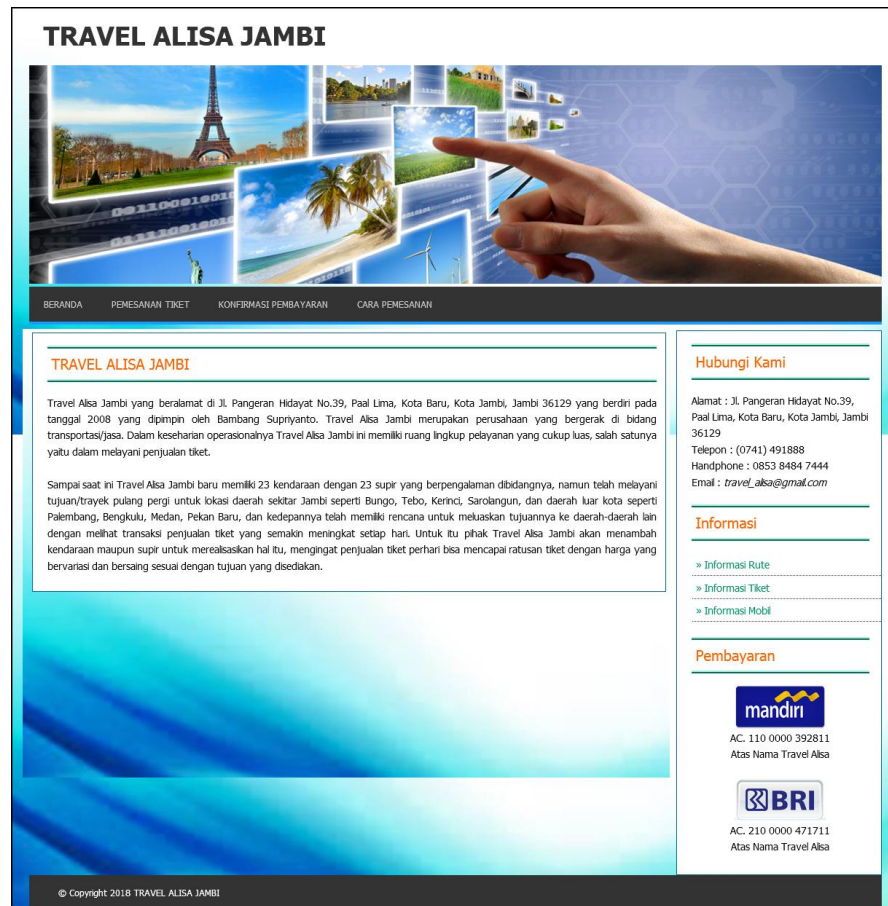 TRAVEL ALISA JAMBI
BERANDA PEMESANAN TIKET KONFIRMASI PEMBAYARAN CARA PEMESANAN
TRAVEL ALISA JAMBI
Travel Alisa Jambi yang beralamat di Jl. Pangeran Hidayat No.39, Paal Lima, Kota Baru, Kota Jambi, Jambi 36129 yang berdiri pada
tanggal 2008 yang dipimpin oleh Bambang Supriyanto. Travel Alisa Jambi merupakan perusahaan yang bergerak di bidang
transportasi/jasa. Dalam keseharian operasionalnya Travel Alisa Jambi ini memiliki ruang lingkup pelayanan yang cukup luas, salah satunya
yaitu dalam melayani penjualan tiket.
Sampai saat ini Travel Alisa Jambi baru memiliki 23 kendaraan dengan 23 supir yang berpengalaman dibidangnya, namun telah melayani
tujuan/trayek pulang pergi untuk lokasi daerah sekitar Jambi seperti Bungo, Tebo, Kerinci, Sarolangun, dan daerah luar kota seperti
Palembang, Bengkulu, Medan, Pekan Baru, dan kedepannya telah memiliki rencana untuk meluaskan tujuannya ke daerah-daerah lain
dengan melihat transaksi penjualan tiket yang semakin meningkat setiap hari. Untuk itu pihak Travel Alisa Jambi akan menambah
kendaraan maupun supir untuk merealisasikan hal itu, mengingat penjualan tiket perhari bisa mencapai ratusan tiket dengan harga yang
bervariasi dan bersaing sesuai dengan tujuan yang disediakan.
Hubungi Kami
Alamat : Jl. Pangeran Hidayat No.39,
Paal Lima, Kota Baru, Kota Jambi, Jambi
36129
Telepon : (0741) 491888
Handphone : 0853 8484 7444
Email : travel_alisa@gmail.com
Informasi
» Informasi Rute
» Informasi Tiket
» Informasi Mobil
Pembayaran
mandiri
AC. 110 0000 392811
Atas Nama Travel Alisa
BRI
AC. 210 0000 471711
Atas Nama Travel Alisa
© Copyright 2018 TRAVEL ALISA JAMBI